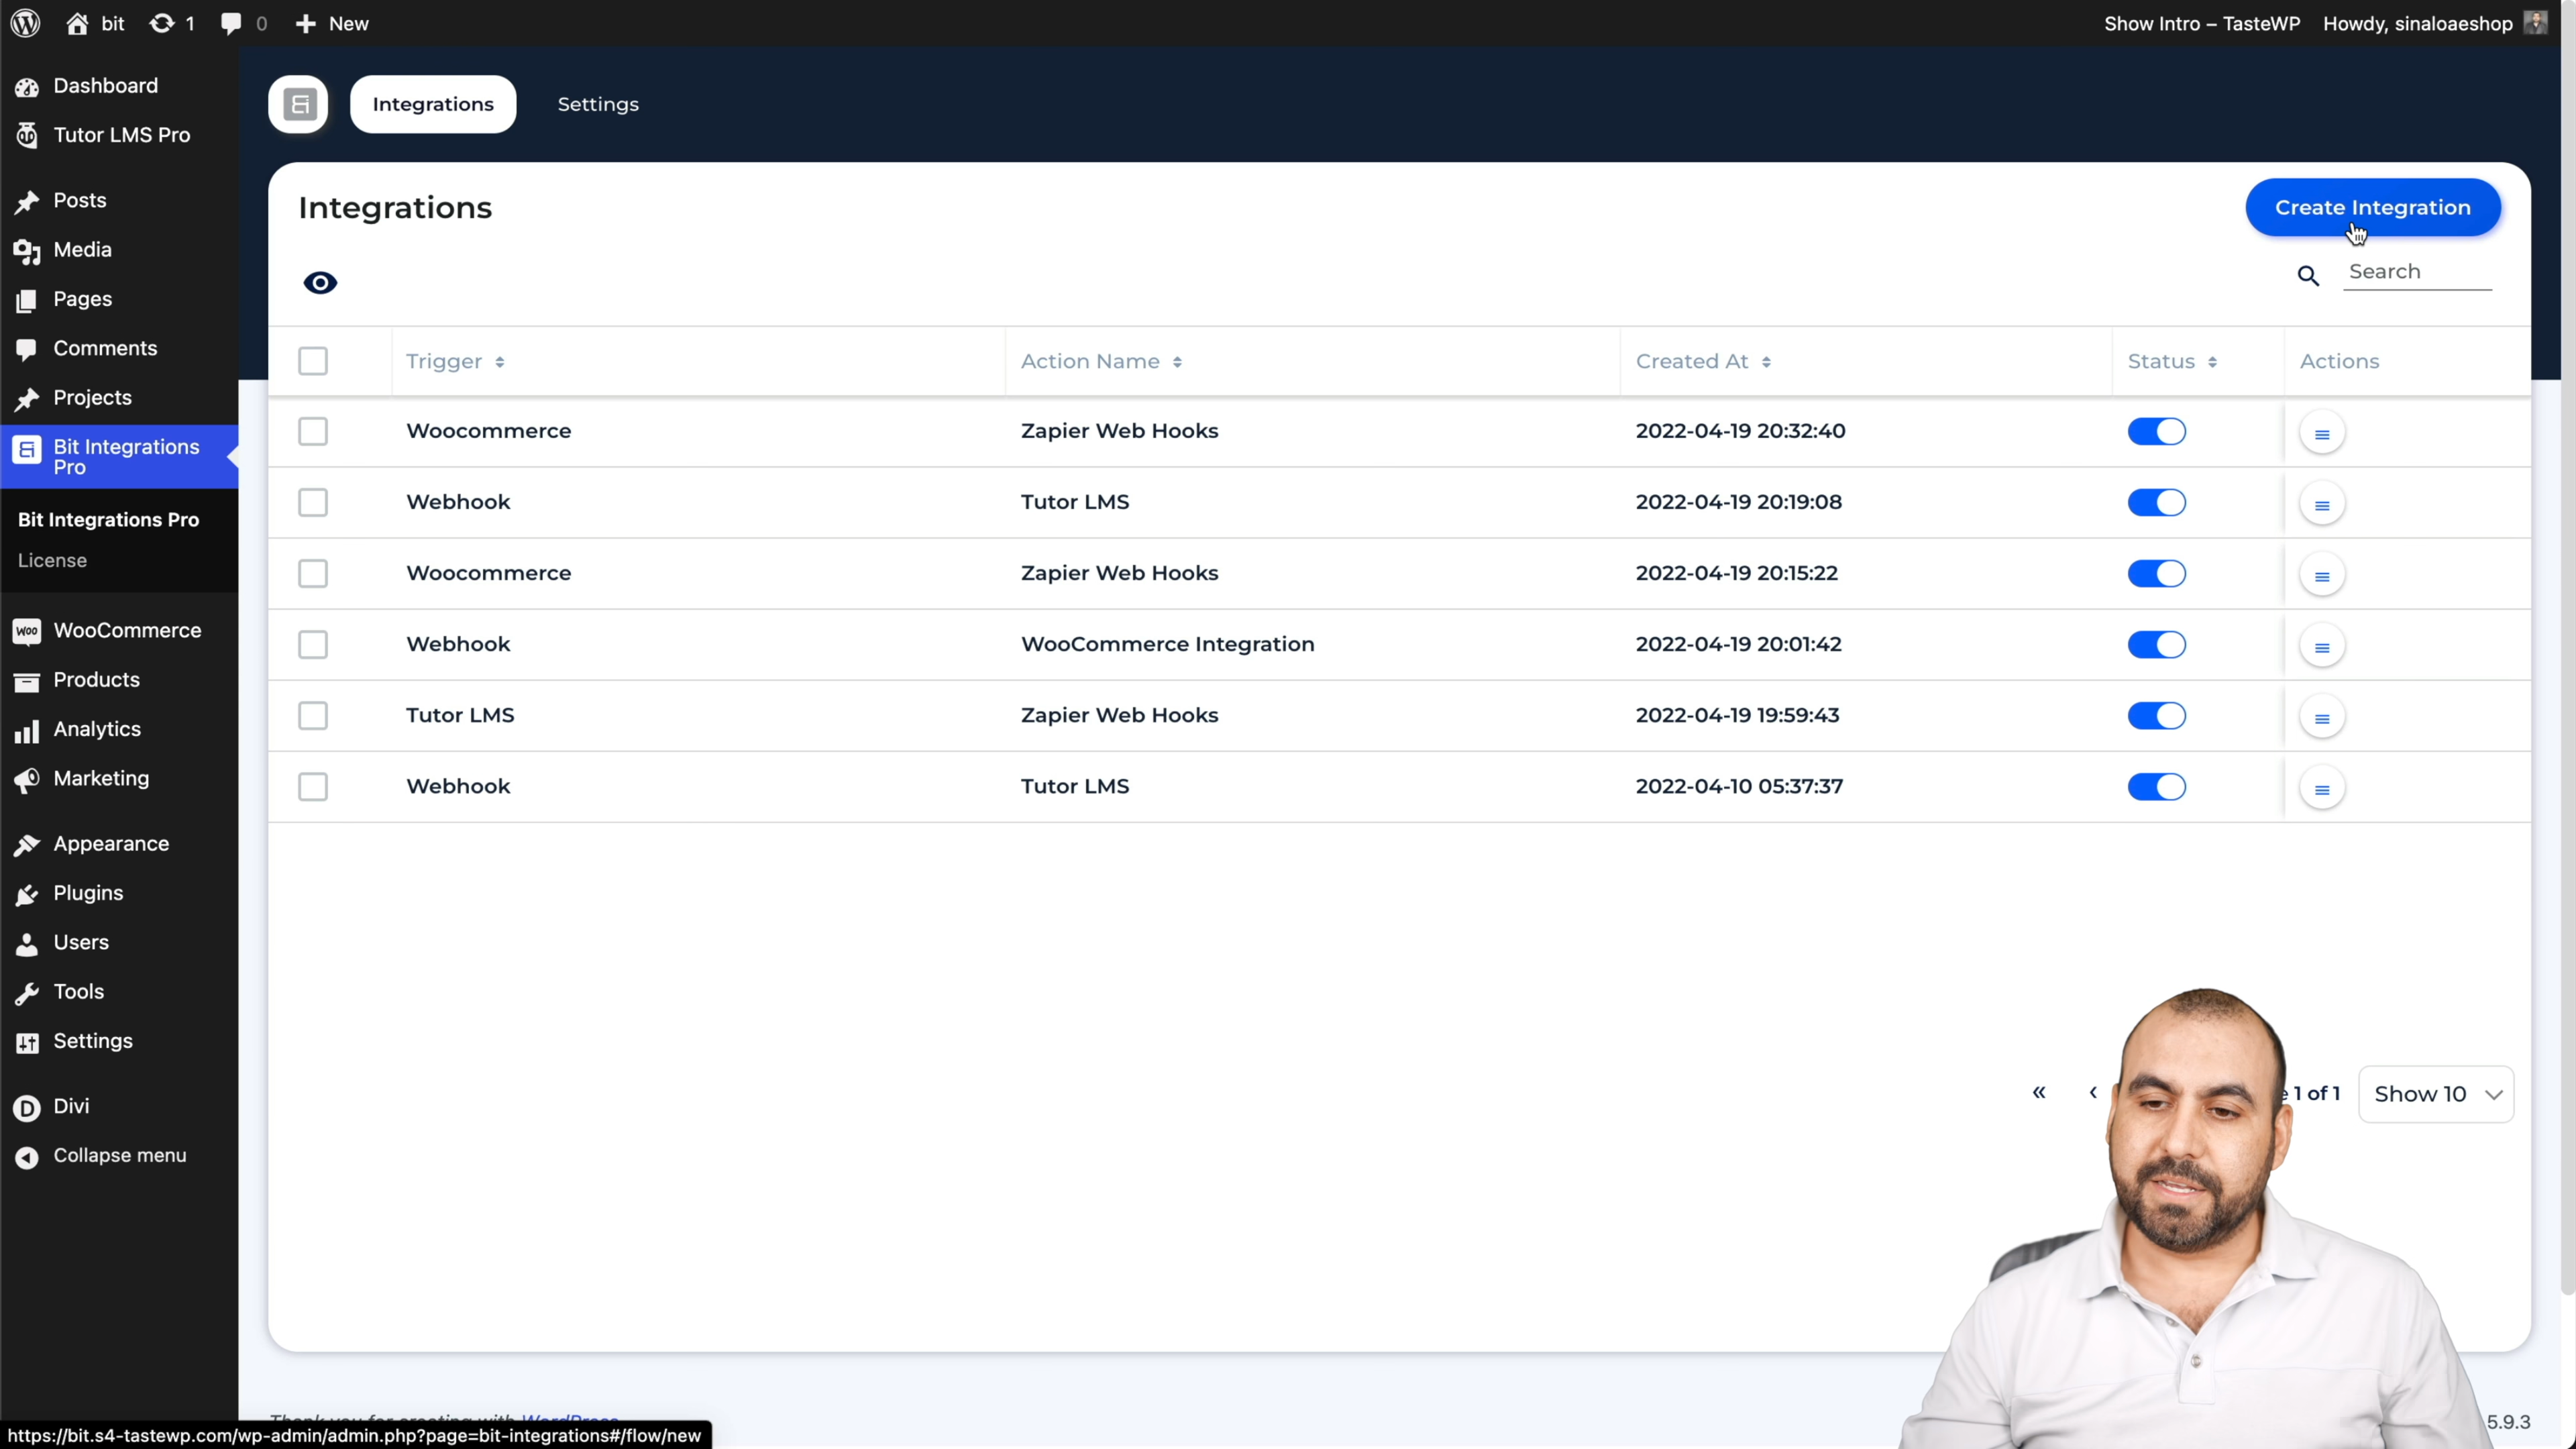 bit 1 0 New Show Intro – TasteWP Howdy, sinaloaeshop
Dashboard
Tutor LMS Pro
Posts
Media
Pages
Comments
Projects
Bit Integrations
Pro
Bit Integrations Pro
License
WooCommerce
Products
Analytics
Marketing
Appearance
Plugins
Users
Tools
Settings
Divi
Collapse menu
Integrations Settings
Integrations Create Integration
Search
Trigger Action Name Created At Status Actions
Woocommerce Zapier Web Hooks 2022-04-19 20:32:40
Webhook Tutor LMS 2022-04-19 20:19:08
Woocommerce Zapier Web Hooks 2022-04-19 20:15:22
Webhook WooCommerce Integration 2022-04-19 20:01:42
Tutor LMS Zapier Web Hooks 2022-04-19 19:59:43
Webhook Tutor LMS 2022-04-10 05:37:37
« ‹ 1 of 1 Show 10
Thank you for creating with WordPress
5.9.3
https://bit.s4-tastewp.com/wp-admin/admin.php?page=bit-integrations#/flow/new